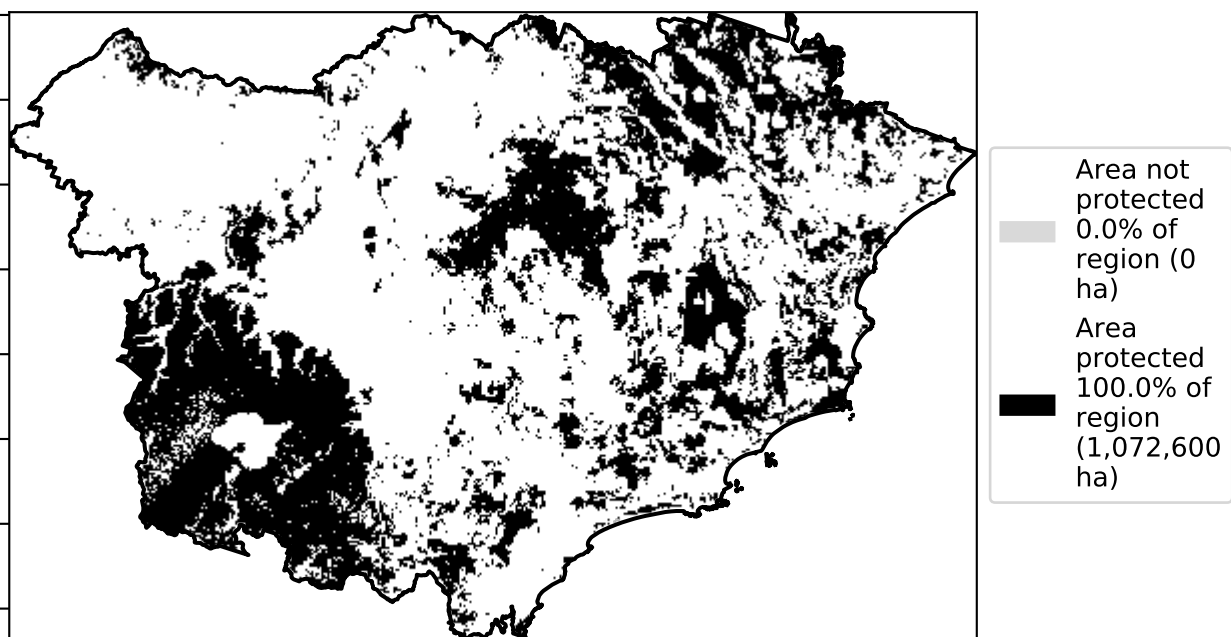 Area not
protected
0.0% of
region (0
ha)
Area
protected
100.0% of
region
(1,072,600
ha)